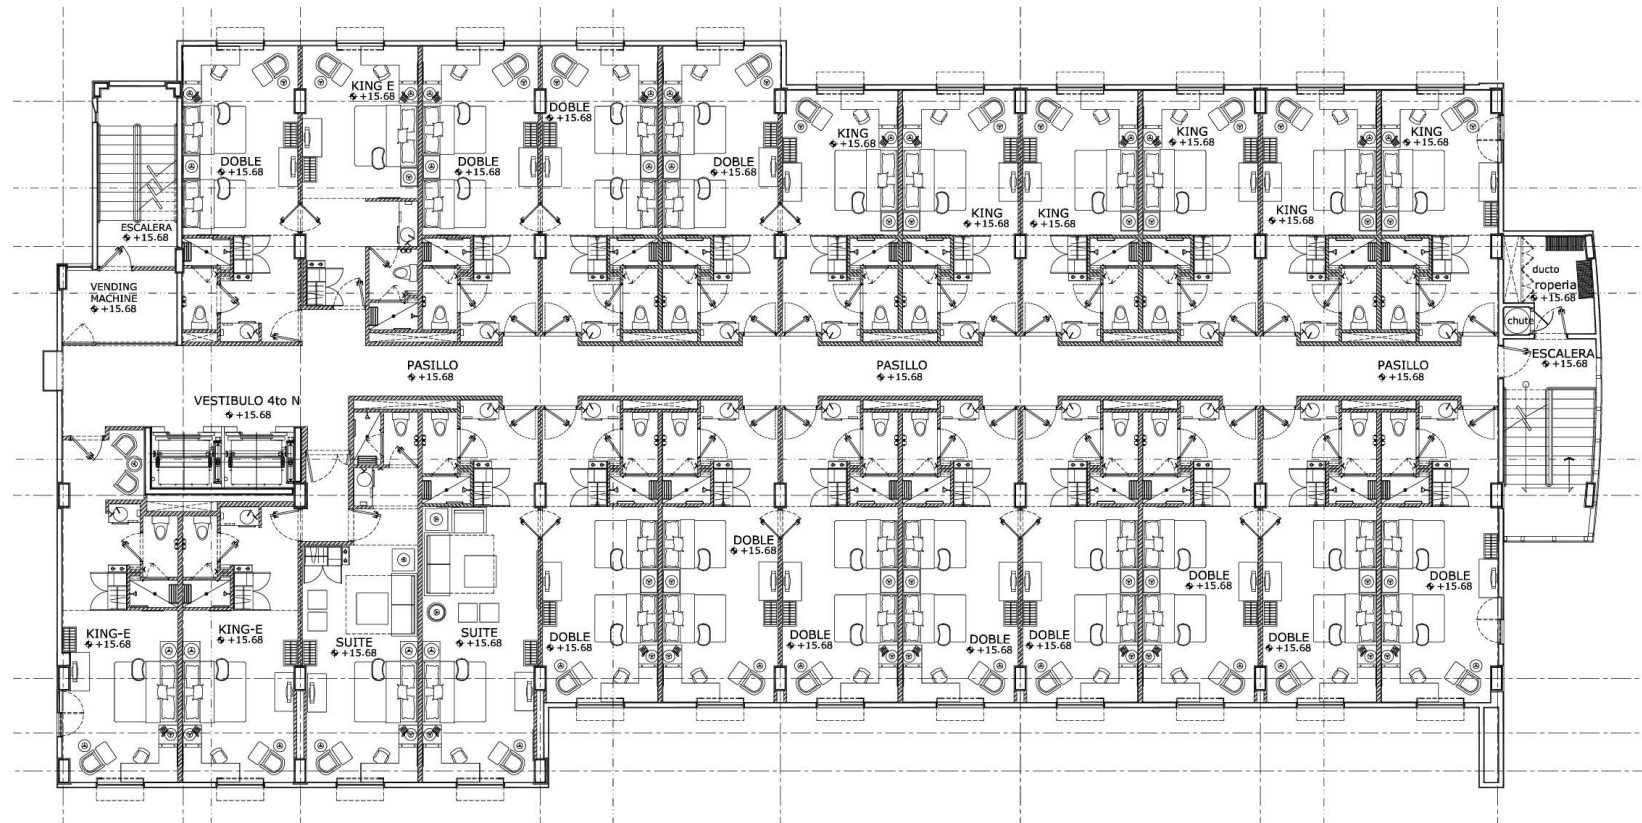 KING E
+15.68
DOBLE
+15.68
DOBLE
+15.68
DOBLE
+15.68
DOBLE
+15.68
KING
+15.68
KING
+15.68
KING
+15.68
KING
+15.68
KING
+15.68
KING
+15.68
ESCALERA
+15.68
VENDING
MACHINE
+15.68
ducto
roperia
+15.68
chute
ESCALERA
+15.68
PASILLO
+15.68
PASILLO
+15.68
PASILLO
+15.68
VESTIBULO 4to N
+15.68
DOBLE
+15.68
DOBLE
+15.68
DOBLE
+15.68
KING-E
+15.68
KING-E
+15.68
SUITE
+15.68
SUITE
+15.68
DOBLE
+15.68
DOBLE
+15.68
DOBLE
+15.68
DOBLE
+15.68
DOBLE
+15.68